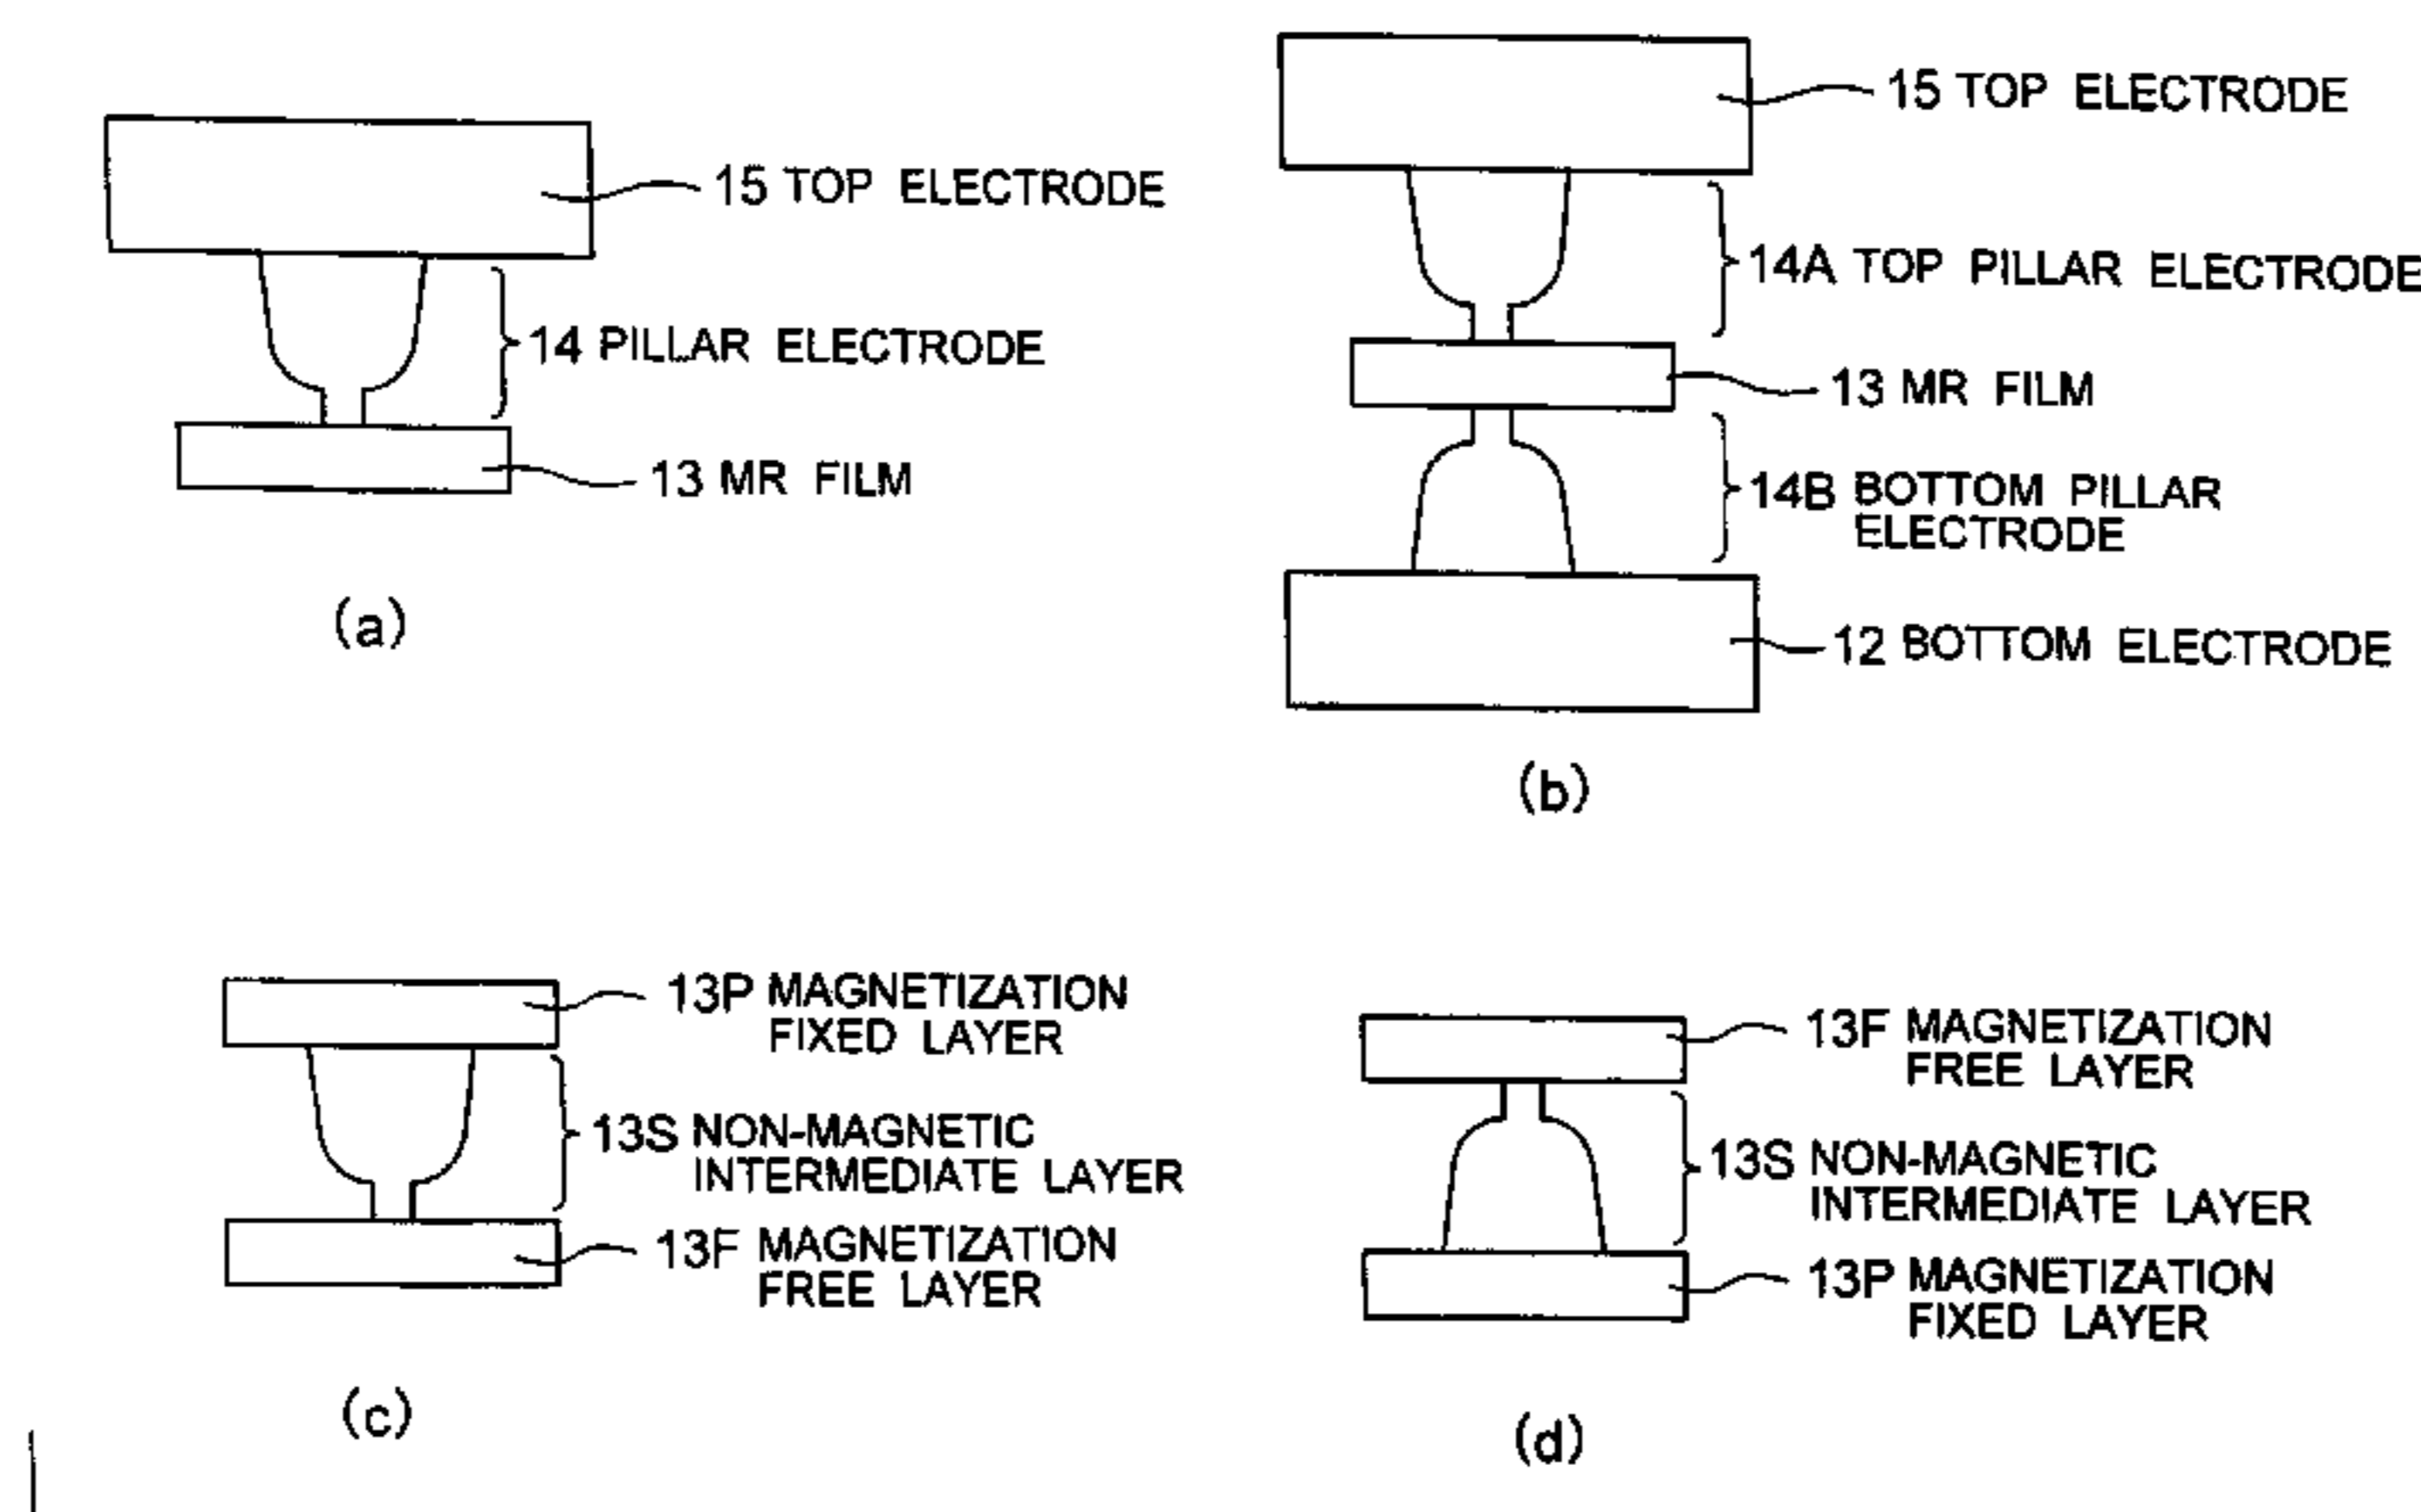 15 TOP ELECTRODE
14 PILLAR ELECTRODE
13 MR FILM
(a)
15 TOP ELECTRODE
14A TOP PILLAR ELECTRODE
13 MR FILM
14B BOTTOM PILLAR
ELECTRODE
12 BOTTOM ELECTRODE
(b)
13P MAGNETIZATION
FIXED LAYER
13S NON-MAGNETIC
INTERMEDIATE LAYER
13F MAGNETIZATION
FREE LAYER
(c)
13F MAGNETIZATION
FREE LAYER
13S NON-MAGNETIC
INTERMEDIATE LAYER
13P MAGNETIZATION
FIXED LAYER
(d)